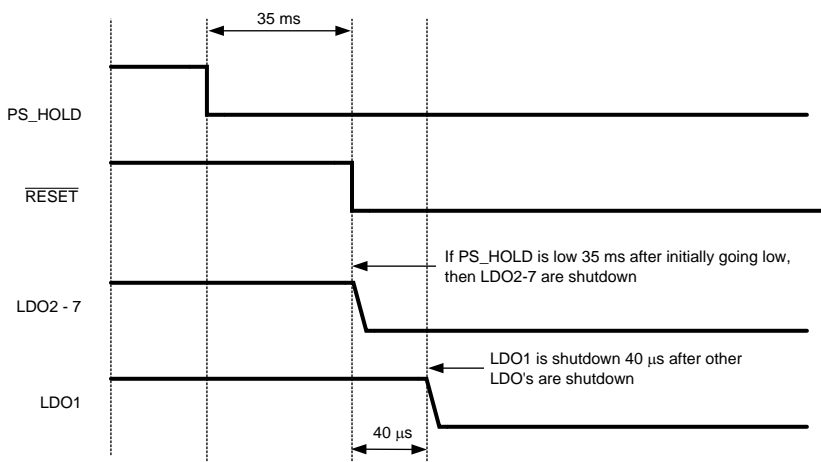 35 ms
PS_HOLD
RESET
If PS_HOLD is low 35 ms after initially going low,
then LDO2-7 are shutdown
LDO2 - 7
LDO1 is shutdown 40 μs after other
LDO's are shutdown
LDO1
40 μs